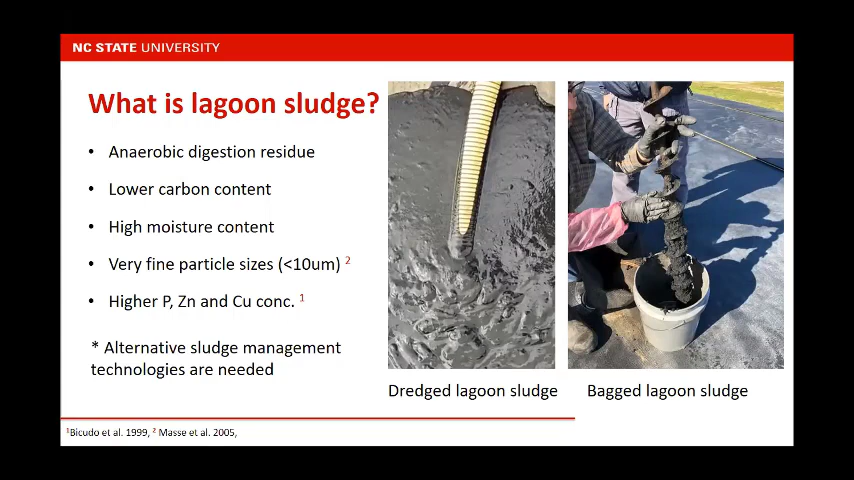 NC STATE UNIVERSITY
What is lagoon sludge?
• Anaerobic digestion residue
• Lower carbon content
• High moisture content
• Very fine particle sizes (<10um) 2
• Higher P, Zn and Cu conc. 1
* Alternative sludge management
technologies are needed
Dredged lagoon sludge
Bagged lagoon sludge
1Bicudo et al. 1999, 2 Masse et al. 2005,